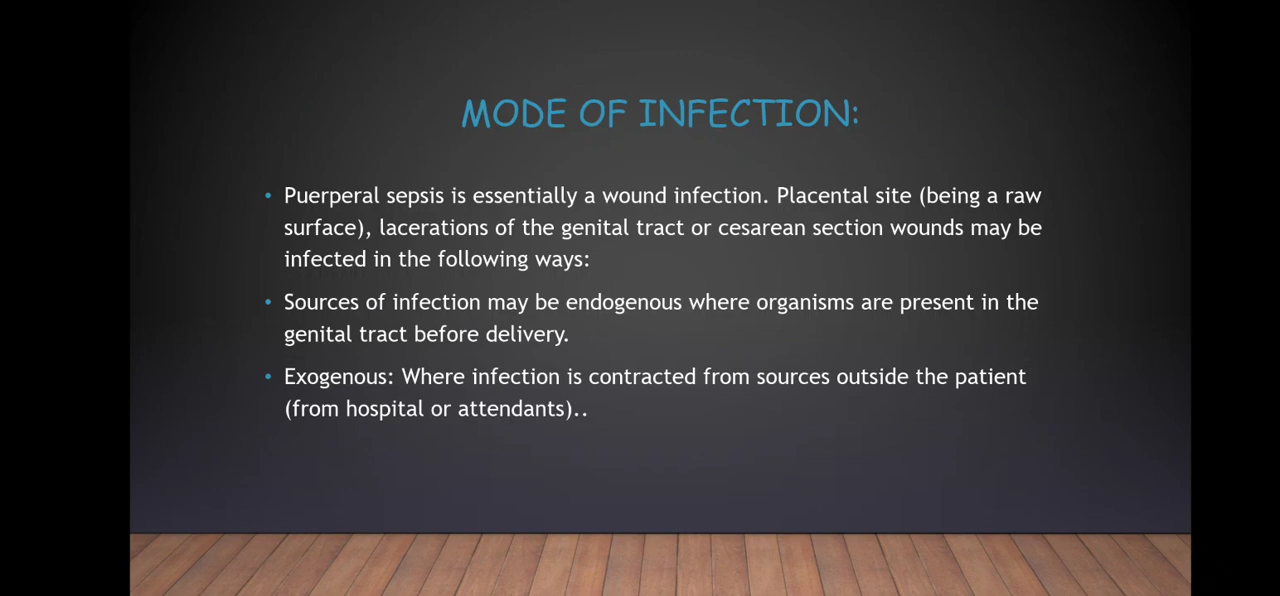 MODE OF INFECTION:
• Puerperal sepsis is essentially a wound infection. Placental site (being a raw
surface), lacerations of the genital tract or cesarean section wounds may be
infected in the following ways:
• Sources of infection may be endogenous where organisms are present in the
genital tract before delivery.
• Exogenous: Where infection is contracted from sources outside the patient
(from hospital or attendants)..